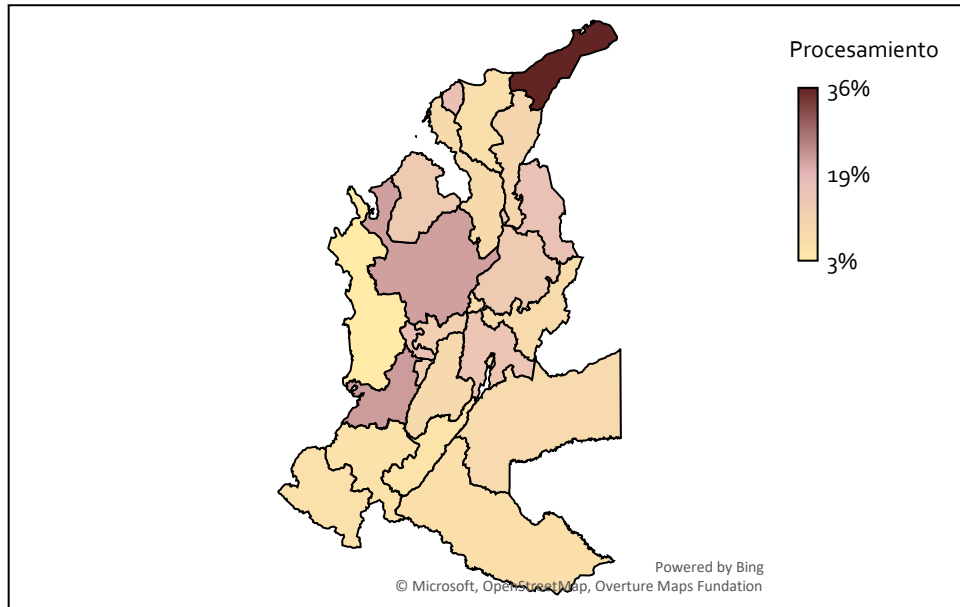 Procesamiento
36%
19%
3%
Powered by Bing
© Microsoft, OpenStreetMap, Overture Maps Fundation